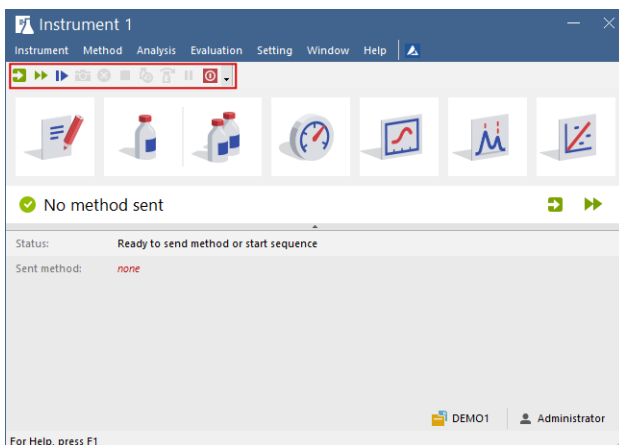 Instrument 1
Instrument Method Analysis Evaluation Setting Window Help
No method sent
Status: Ready to send method or start sequence
Sent method: none
DEMO1 Administrator
For Help, press F1